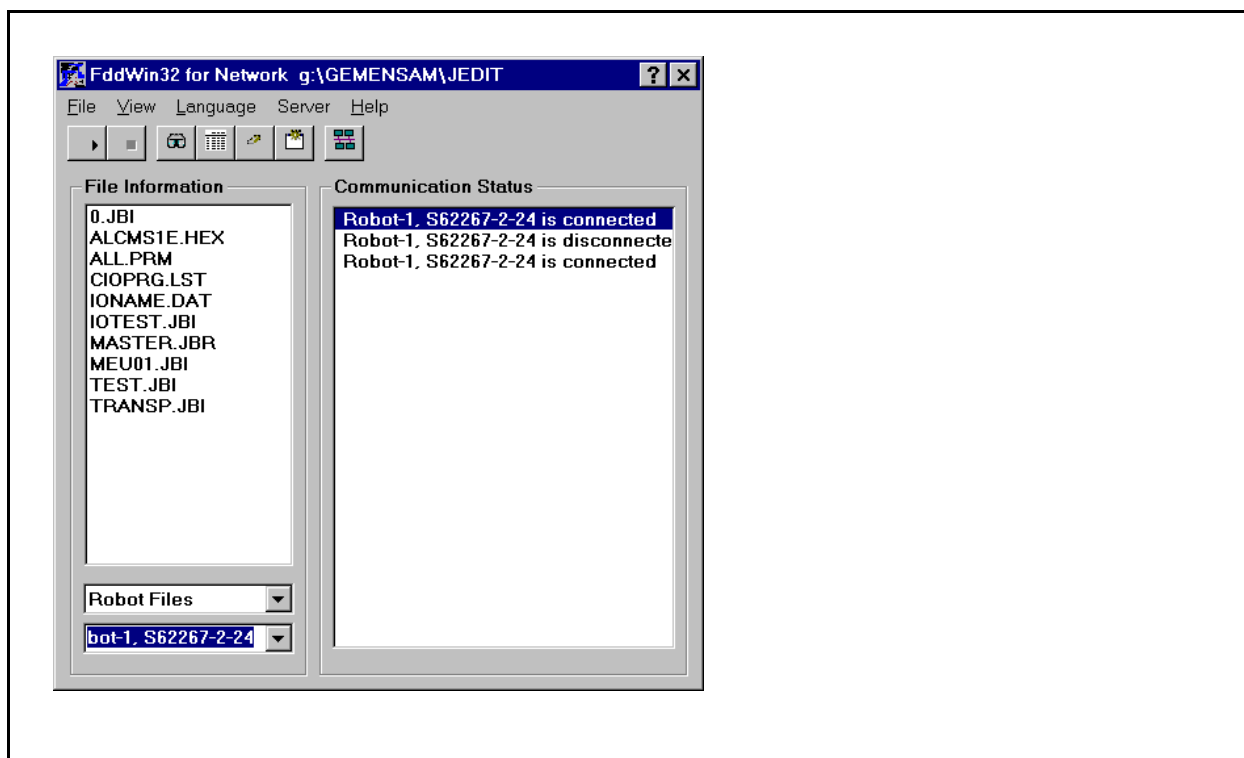 FddWin32 for Network g:\GEMENSAM\JEDIT
File View Language Server Help
File Information
0.JBI
ALCMS1E.HEX
ALL.PRM
CIOPRG.LST
IONAME.DAT
IOTEST.JBI
MASTER.JBR
MEU01.JBI
TEST.JBI
TRANSP.JBI
Robot Files
bot-1, S62267-2-24
Communication Status
Robot-1, S62267-2-24 is connected
Robot-1, S62267-2-24 is disconnecte
Robot-1, S62267-2-24 is connected